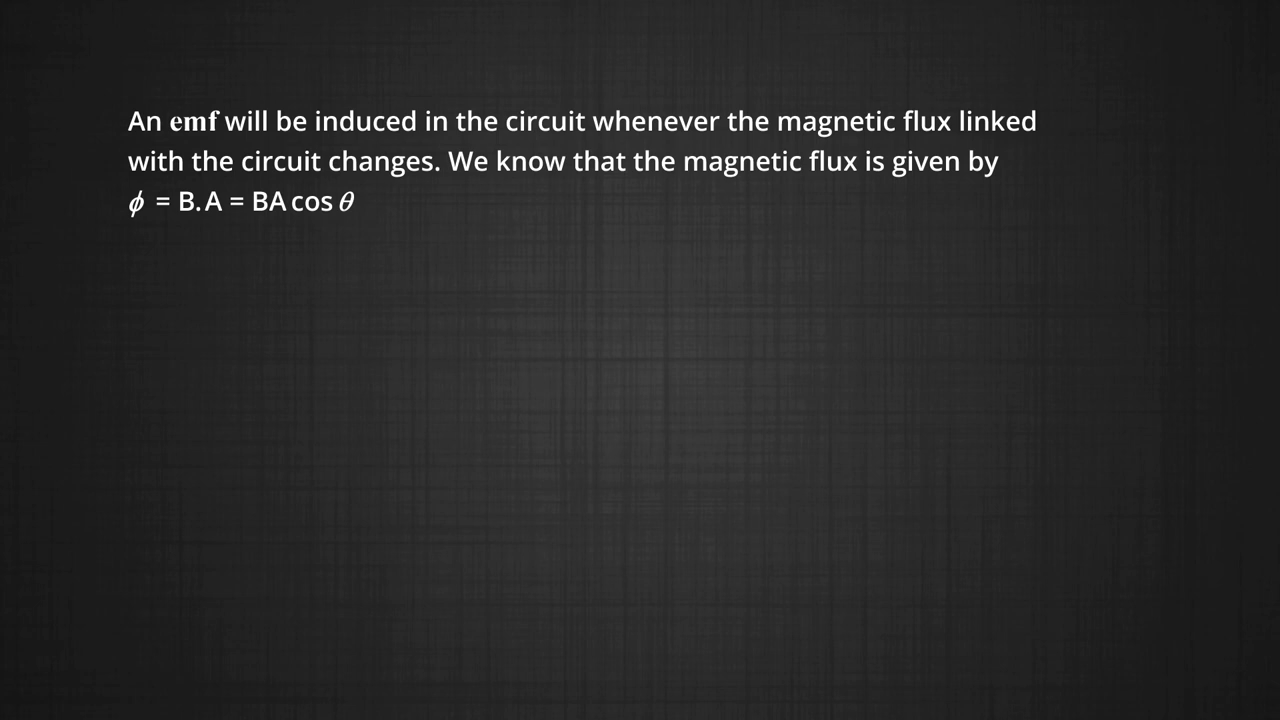 An emf will be induced in the circuit whenever the magnetic flux linked
with the circuit changes. We know that the magnetic flux is given by
ϕ = B.A = BA cos θ